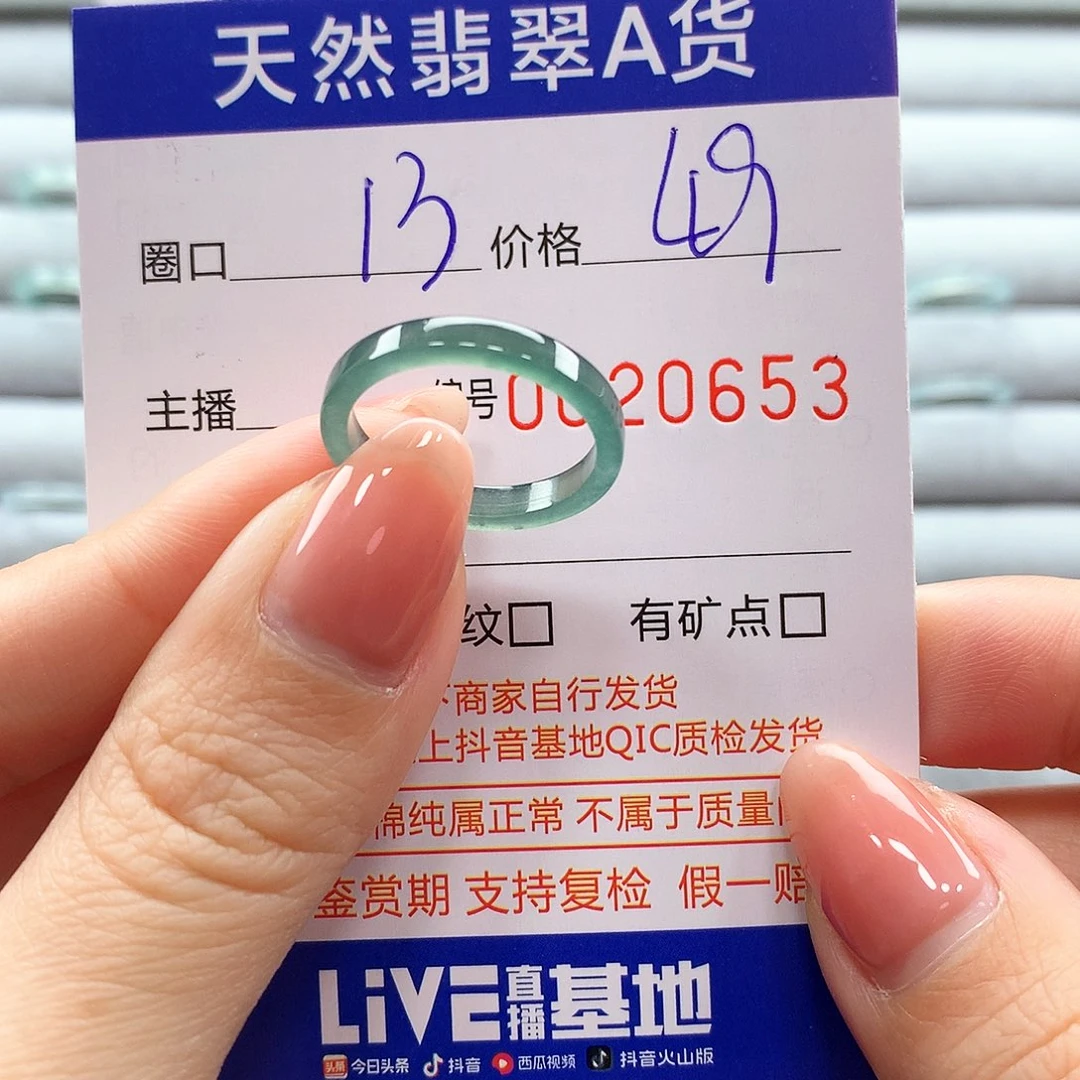 天然翡翠A货
圈口 13 价格 49
主播 编号 0020653
纹□ 有矿点□
商家自行发货
上抖音基地QIC质检发货
棉纯属正常 不属于质量
鉴赏期 支持复检 假一赔
LiVE直播基地
头条 今日头条 抖音 西瓜视频 抖音火山版